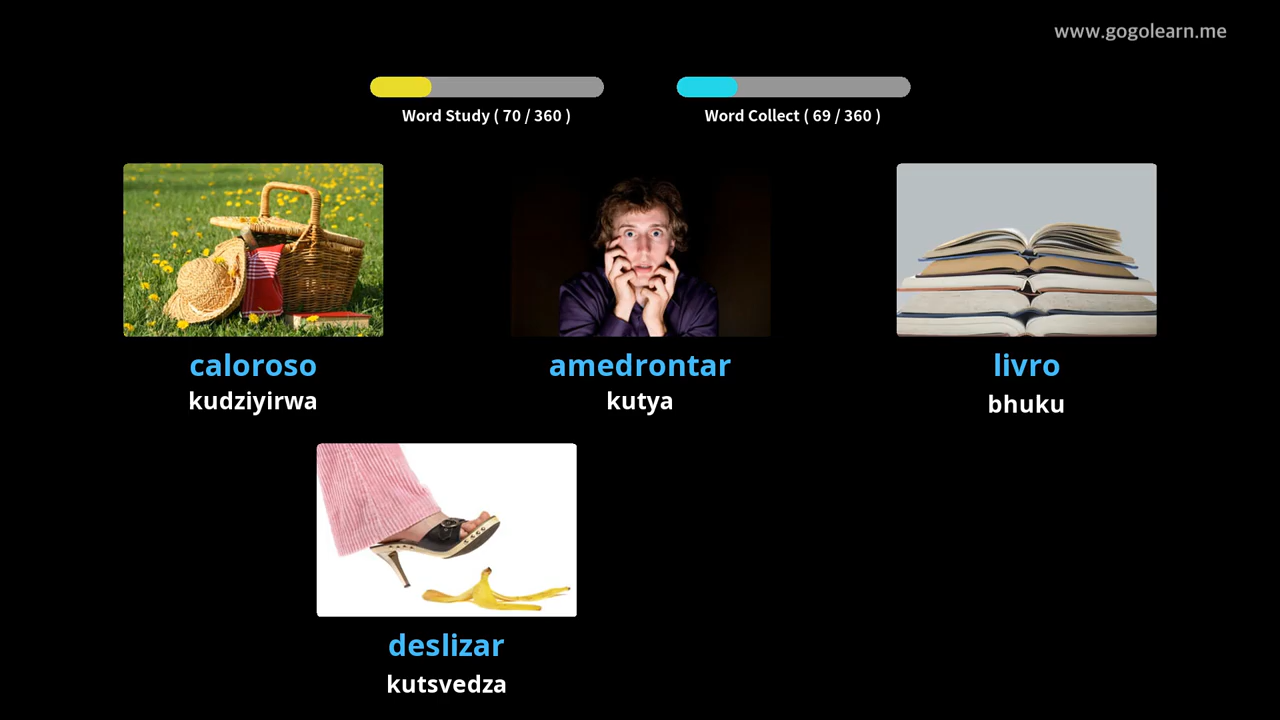 www.gogolearn.me
Word Study ( 70 / 360 )
Word Collect ( 69 / 360 )
caloroso
kudziyirwa
amedrontar
kutya
livro
bhuku
deslizar
kutsvedza